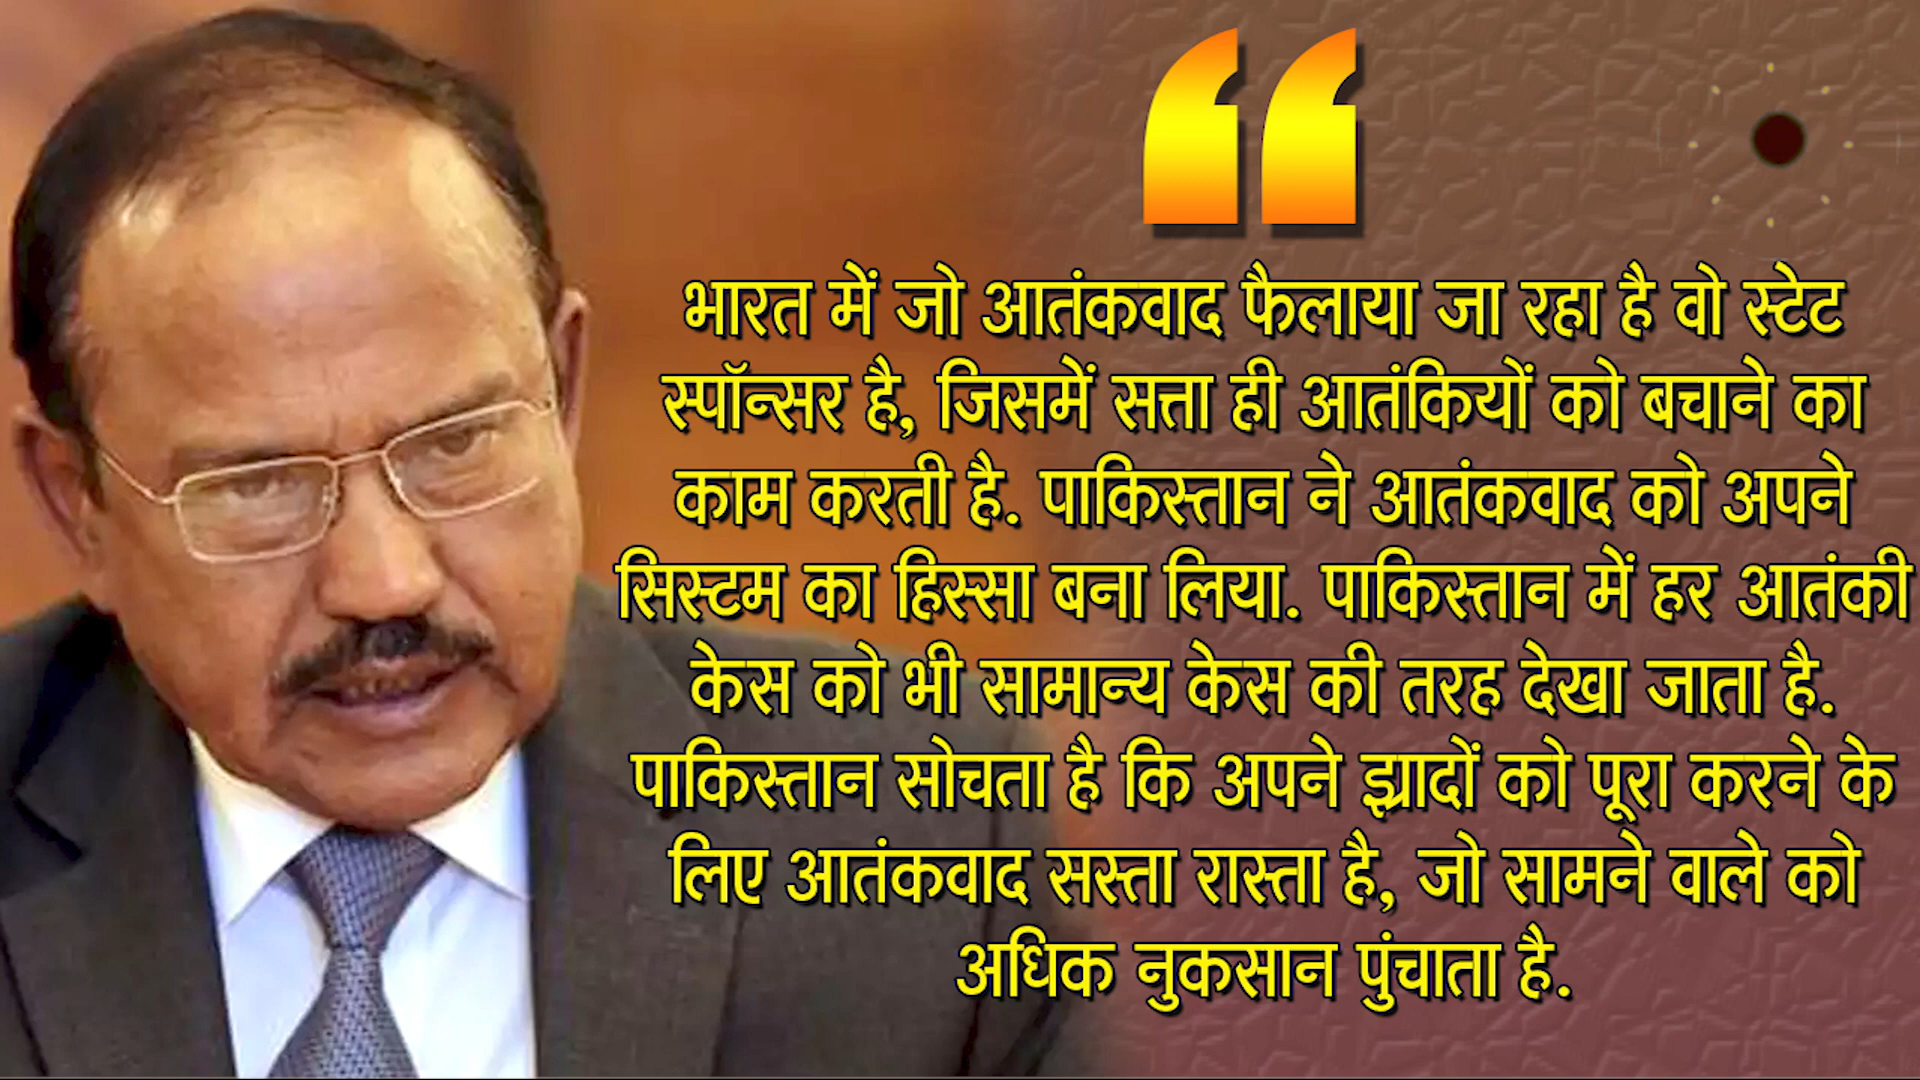 भारत में जो आतंकवाद फैलाया जा रहा है वो स्टेट
स्पॉन्सर है, जिसमें सत्ता ही आतंकियों को बचाने का
काम करती है. पाकिस्तान ने आतंकवाद को अपने
सिस्टम का हिस्सा बना लिया. पाकिस्तान में हर आतंकी
केस को भी सामान्य केस की तरह देखा जाता है.
पाकिस्तान सोचता है कि अपने इरादों को पूरा करने के
लिए आतंकवाद सस्ता रास्ता है, जो सामने वाले को
अधिक नुकसान पुंचाता है.